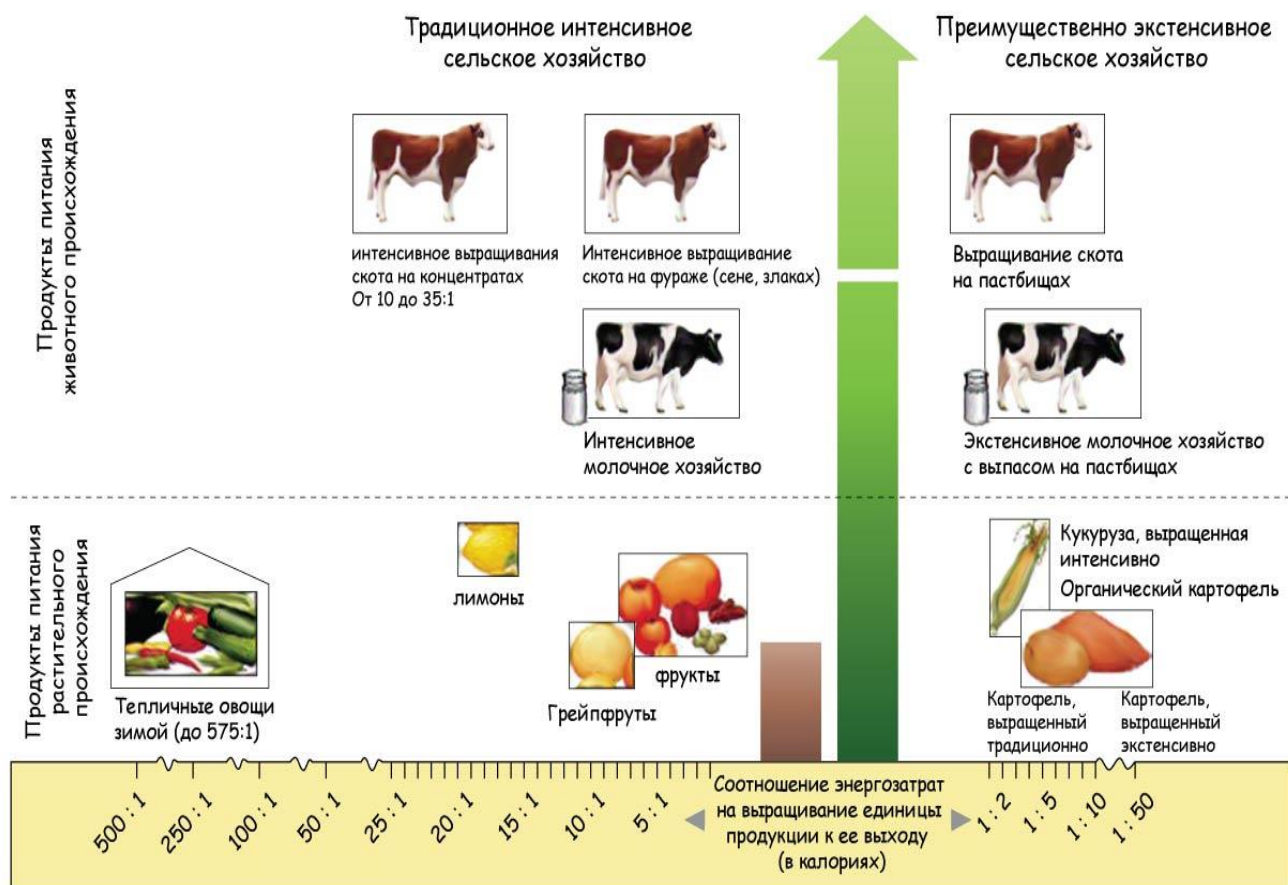 Традиционное интенсивное
сельское хозяйство
Преимущественно экстенсивное
сельское хозяйство
Продукты питания
животного происхождения
интенсивное выращивания
скота на концентратах
От 10 до 35:1
Интенсивное выращивание
скота на фураже (сене, злаках)
Выращивание скота
на пастбищах
Интенсивное
молочное хозяйство
Экстенсивное молочное хозяйство
с выпасом на пастбищах
Продукты питания
растительного
происхождения
Тепличные овощи
зимой (до 575:1)
лимоны
Грейпфруты
фрукты
Кукуруза, выращенная
интенсивно
Органический картофель
Картофель,
выращенный
традиционно
Картофель,
выращенный
экстенсивно
500:1
250:1
100:1
50:1
25:1
20:1
15:1
10:1
5:1
Соотношение энергозатрат
на выращивание единицы
продукции к ее выходу
(в калориях)
1:2
1:5
1:10
1:50